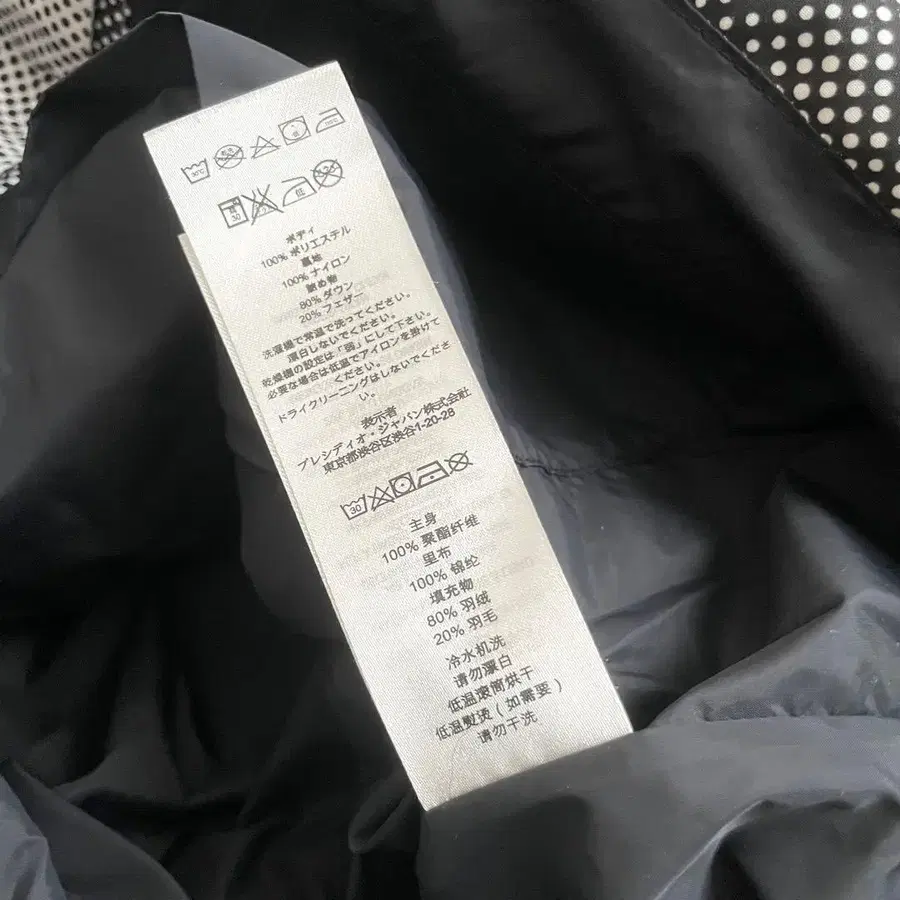 30°C
30
低
ボディ
100% ポリエステル
裏地
100% ナイロン
詰め物
80% ダウン
20% フェザー
洗濯機で常温で洗ってください。
漂白しないでください。
乾燥機の設定は「弱」にして下さい。
必要な場合は低温でアイロンを掛けて
ください。
ドライクリーニングはしないでくださ
い。
表示者
プレシディオ・ジャパン株式会社
東京都渋谷区渋谷1-20-28
30
主身
100% 聚酯纤维
里布
100% 锦纶
填充物
80% 羽绒
20% 羽毛
冷水机洗
请勿漂白
低温滚筒烘干
低温熨烫 ( 如需要 )
请勿干洗